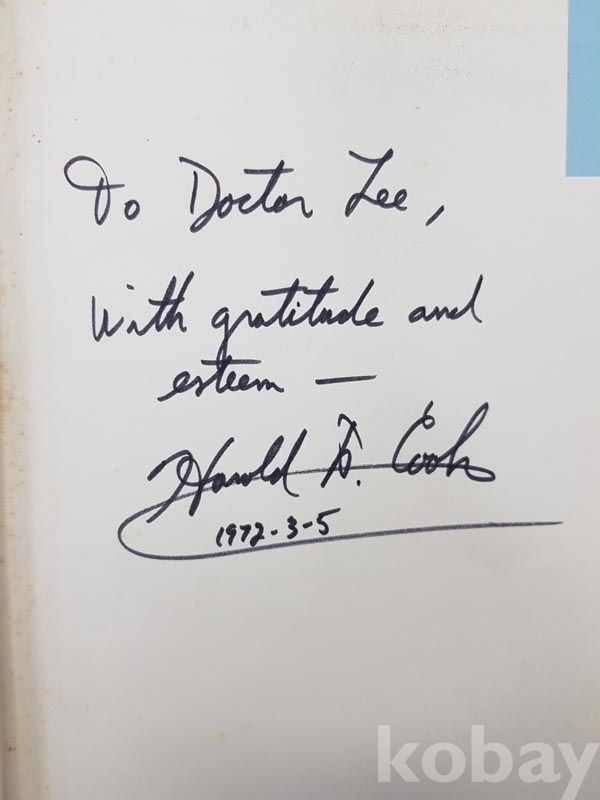 To Doctor Lee,
With gratitude and
esteem —
Harold F. Cook
1972-3-5
kobay